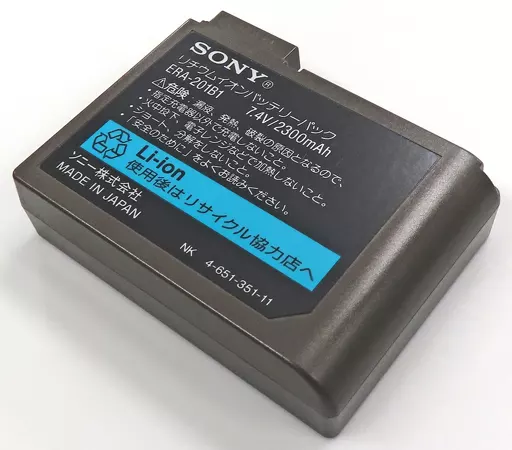 SONY®
リチウムイオンバッテリーパック
ERA-201B1 7.4V/2300mAh
⚠危険:漏液、発熱、破裂の原因となるので、
・指定充電器以外で充電しないこと。
・火中投下、電子レンジなどで加熱しないこと。
・ショート、分解をしないこと。
「安全のために」をよくお読みください。
Li-ion
使用後はリサイクル協力店へ
ソニー株式会社
MADE IN JAPAN
NK 4-651-351-11